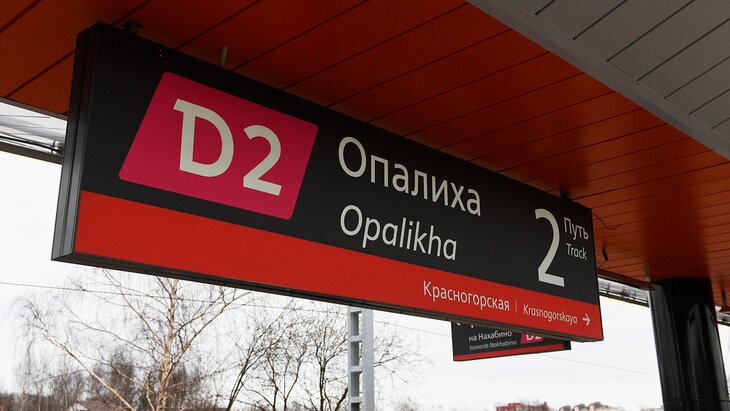 D2
Опалиха
Opalikha
2 Путь
Track
Красногорская | Krasnogorskaya →
на Нахабино
towards Nakhabino
D2